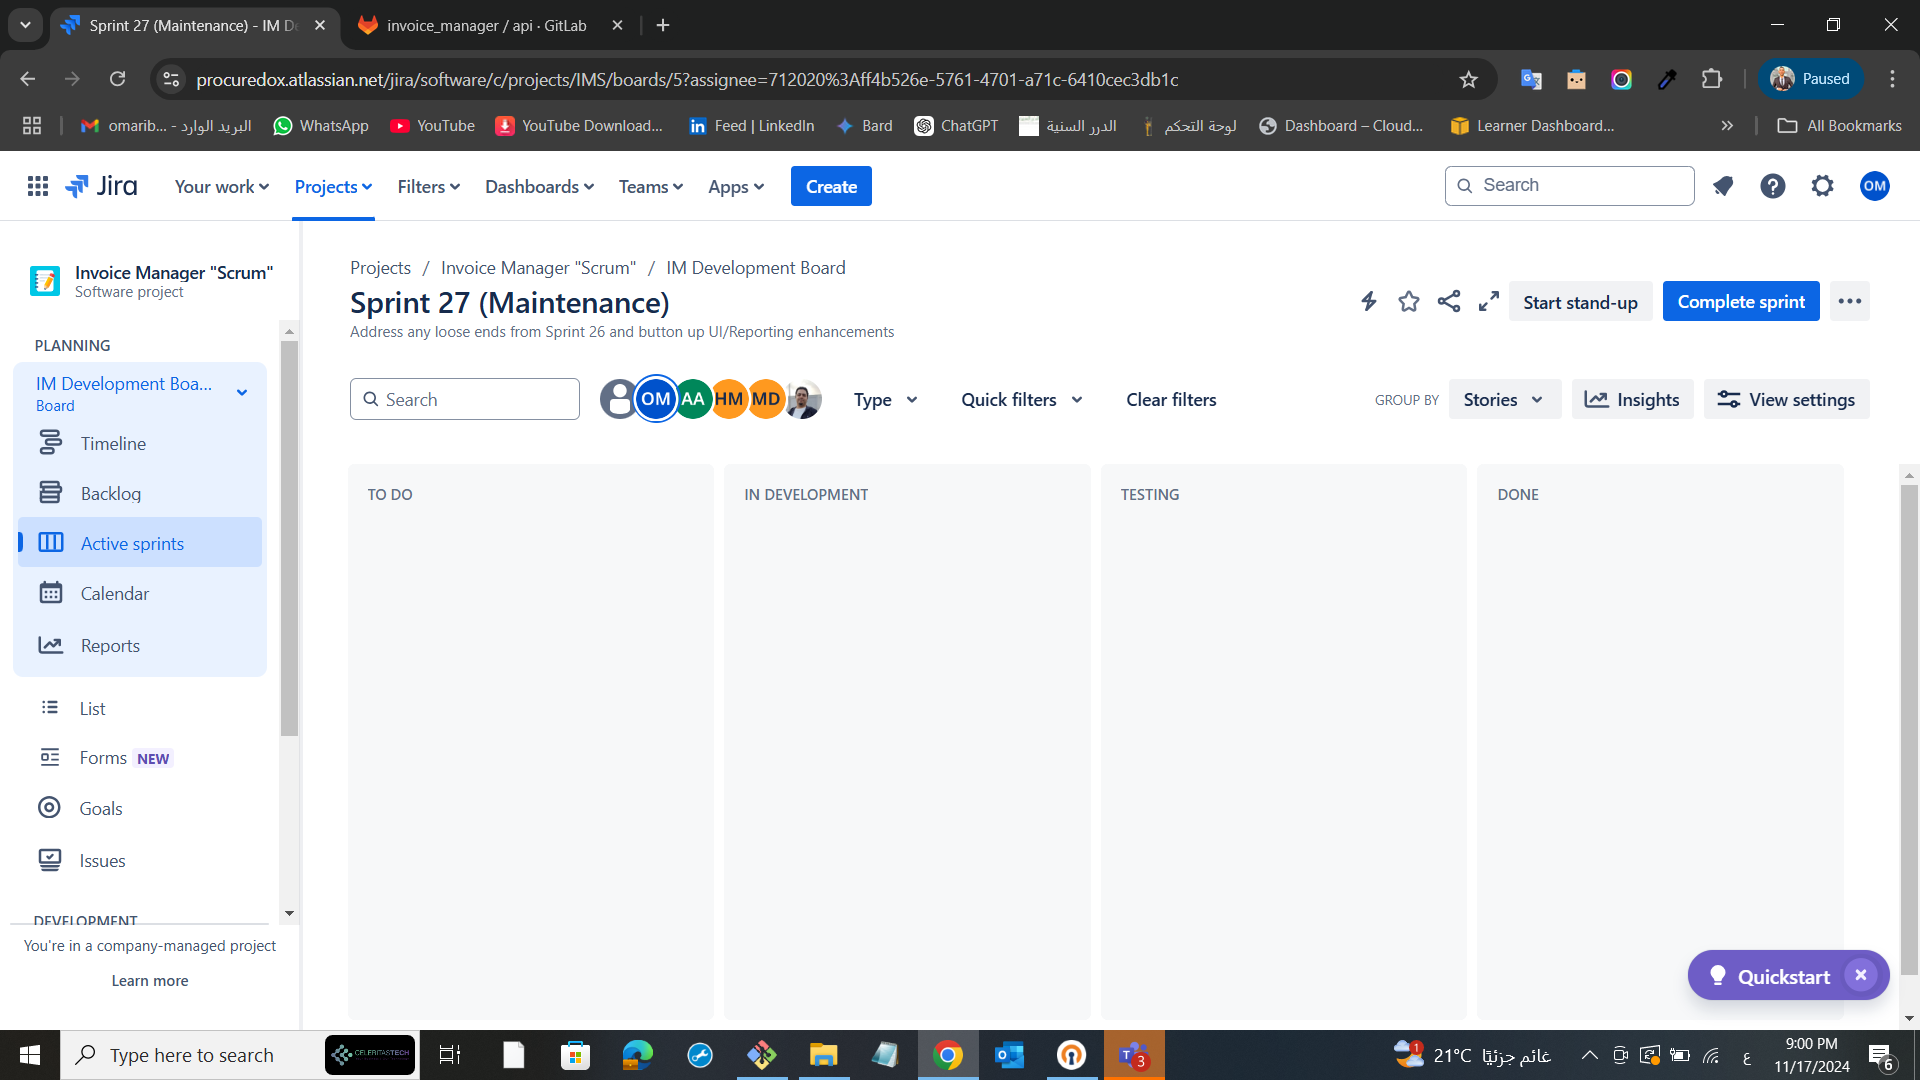 Sprint 27 (Maintenance) - IM De
invoice_manager / api · GitLab
procuredox.atlassian.net/jira/software/c/projects/IMS/boards/5?assignee=712020%3Aff4b526e-5761-4701-a71c-6410cec3db1c
Paused
omarib... - البريد الوارد
WhatsApp
YouTube
YouTube Download...
Feed | LinkedIn
Bard
ChatGPT
الدرر السنية
لوحة التحكم
Dashboard – Cloud...
Learner Dashboard...
All Bookmarks
Jira
Your work
Projects
Filters
Dashboards
Teams
Apps
Create
Search
OM
Invoice Manager "Scrum"
Software project
PLANNING
IM Development Boa...
Board
Timeline
Backlog
Active sprints
Calendar
Reports
List
Forms NEW
Goals
Issues
DEVELOPMENT
You're in a company-managed project
Learn more
Projects / Invoice Manager "Scrum" / IM Development Board
Sprint 27 (Maintenance)
Address any loose ends from Sprint 26 and button up UI/Reporting enhancements
Start stand-up
Complete sprint
Search
OM
AA
HM
MD
Type
Quick filters
Clear filters
GROUP BY
Stories
Insights
View settings
TO DO
IN DEVELOPMENT
TESTING
DONE
Quickstart
Type here to search
CELERITASTECH
3
1
21°C غائم جزئيًا
ع
9:00 PM
11/17/2024
6